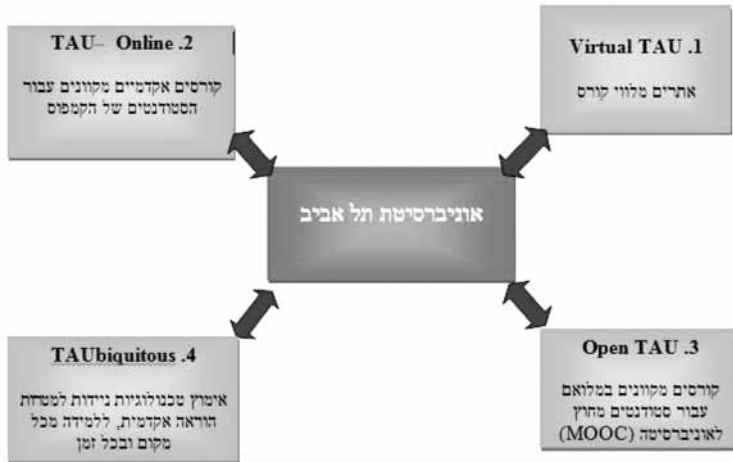 Virtual TAU .1
אתרים מלווי קורס
TAU– Online .2
קורסים אקדמיים מקוונים עבור
הסטודנטים של הקמפוס
אוניברסיטת תל אביב
Open TAU .3
קורסים מקוונים במלואם
עבור סטודנטים מחוץ
לאוניברסיטה (MOOC)
TAUbiquitous .4
אימוץ טכנולוגיות ניידות למטרות
הוראה אקדמית, ללמידה מכל
מקום ובכל זמן